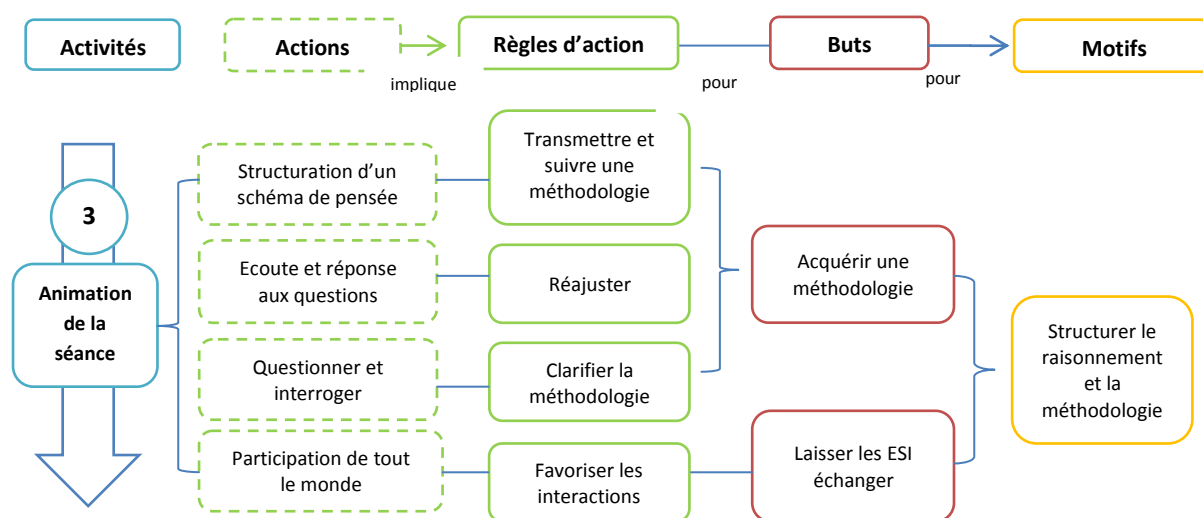 Activités
Actions
implique
Règles d’action
pour
Buts
pour
Motifs
3
Animation
de la
séance
Structuration d’un
schéma de pensée
Transmettre et
suivre une
méthodologie
Ecoute et réponse
aux questions
Réajuster
Questionner et
interroger
Clarifier la
méthodologie
Participation de tout
le monde
Favoriser les
interactions
Acquérir une
méthodologie
Laisser les ESI
échanger
Structurer le
raisonnement
et la
méthodologie